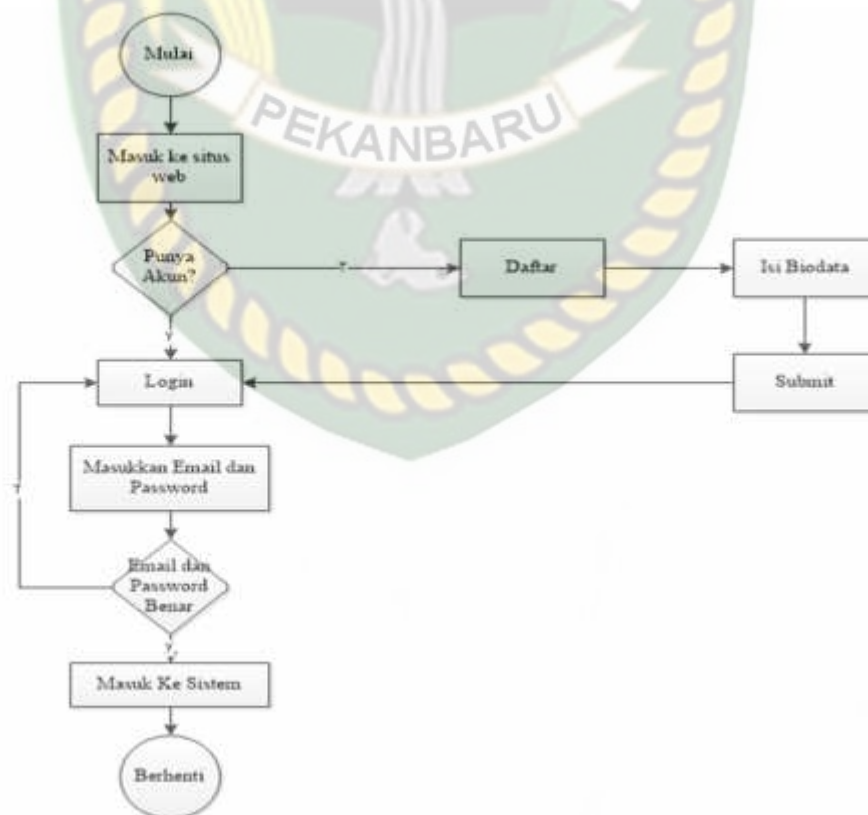 Mulai
PEKANBARU
Masuk ke situs
web
Punya
Akun?
T
Daftar
Isi Biodata
Y
Login
Submit
Masukkan Email dan
Password
T
Email dan
Password
Benar
Y
Masuk Ke Sistem
Berhenti